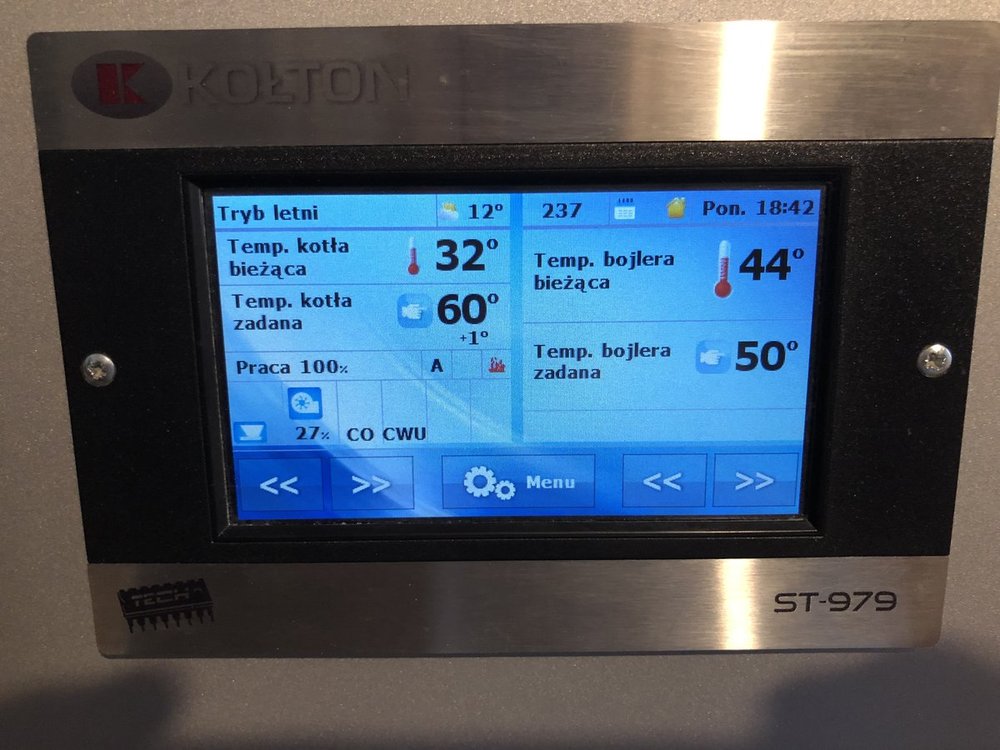 KOŁTON
Tryb letni
12°
237
Pon. 18:42
Temp. kotła
bieżąca
32°
Temp. kotła
zadana
60°
+1°
Praca 100%
A
27%
CO CWU
Temp. bojlera
bieżąca
44°
Temp. bojlera
zadana
50°
<<
>>
Menu
<<
>>
TECH
ST-979